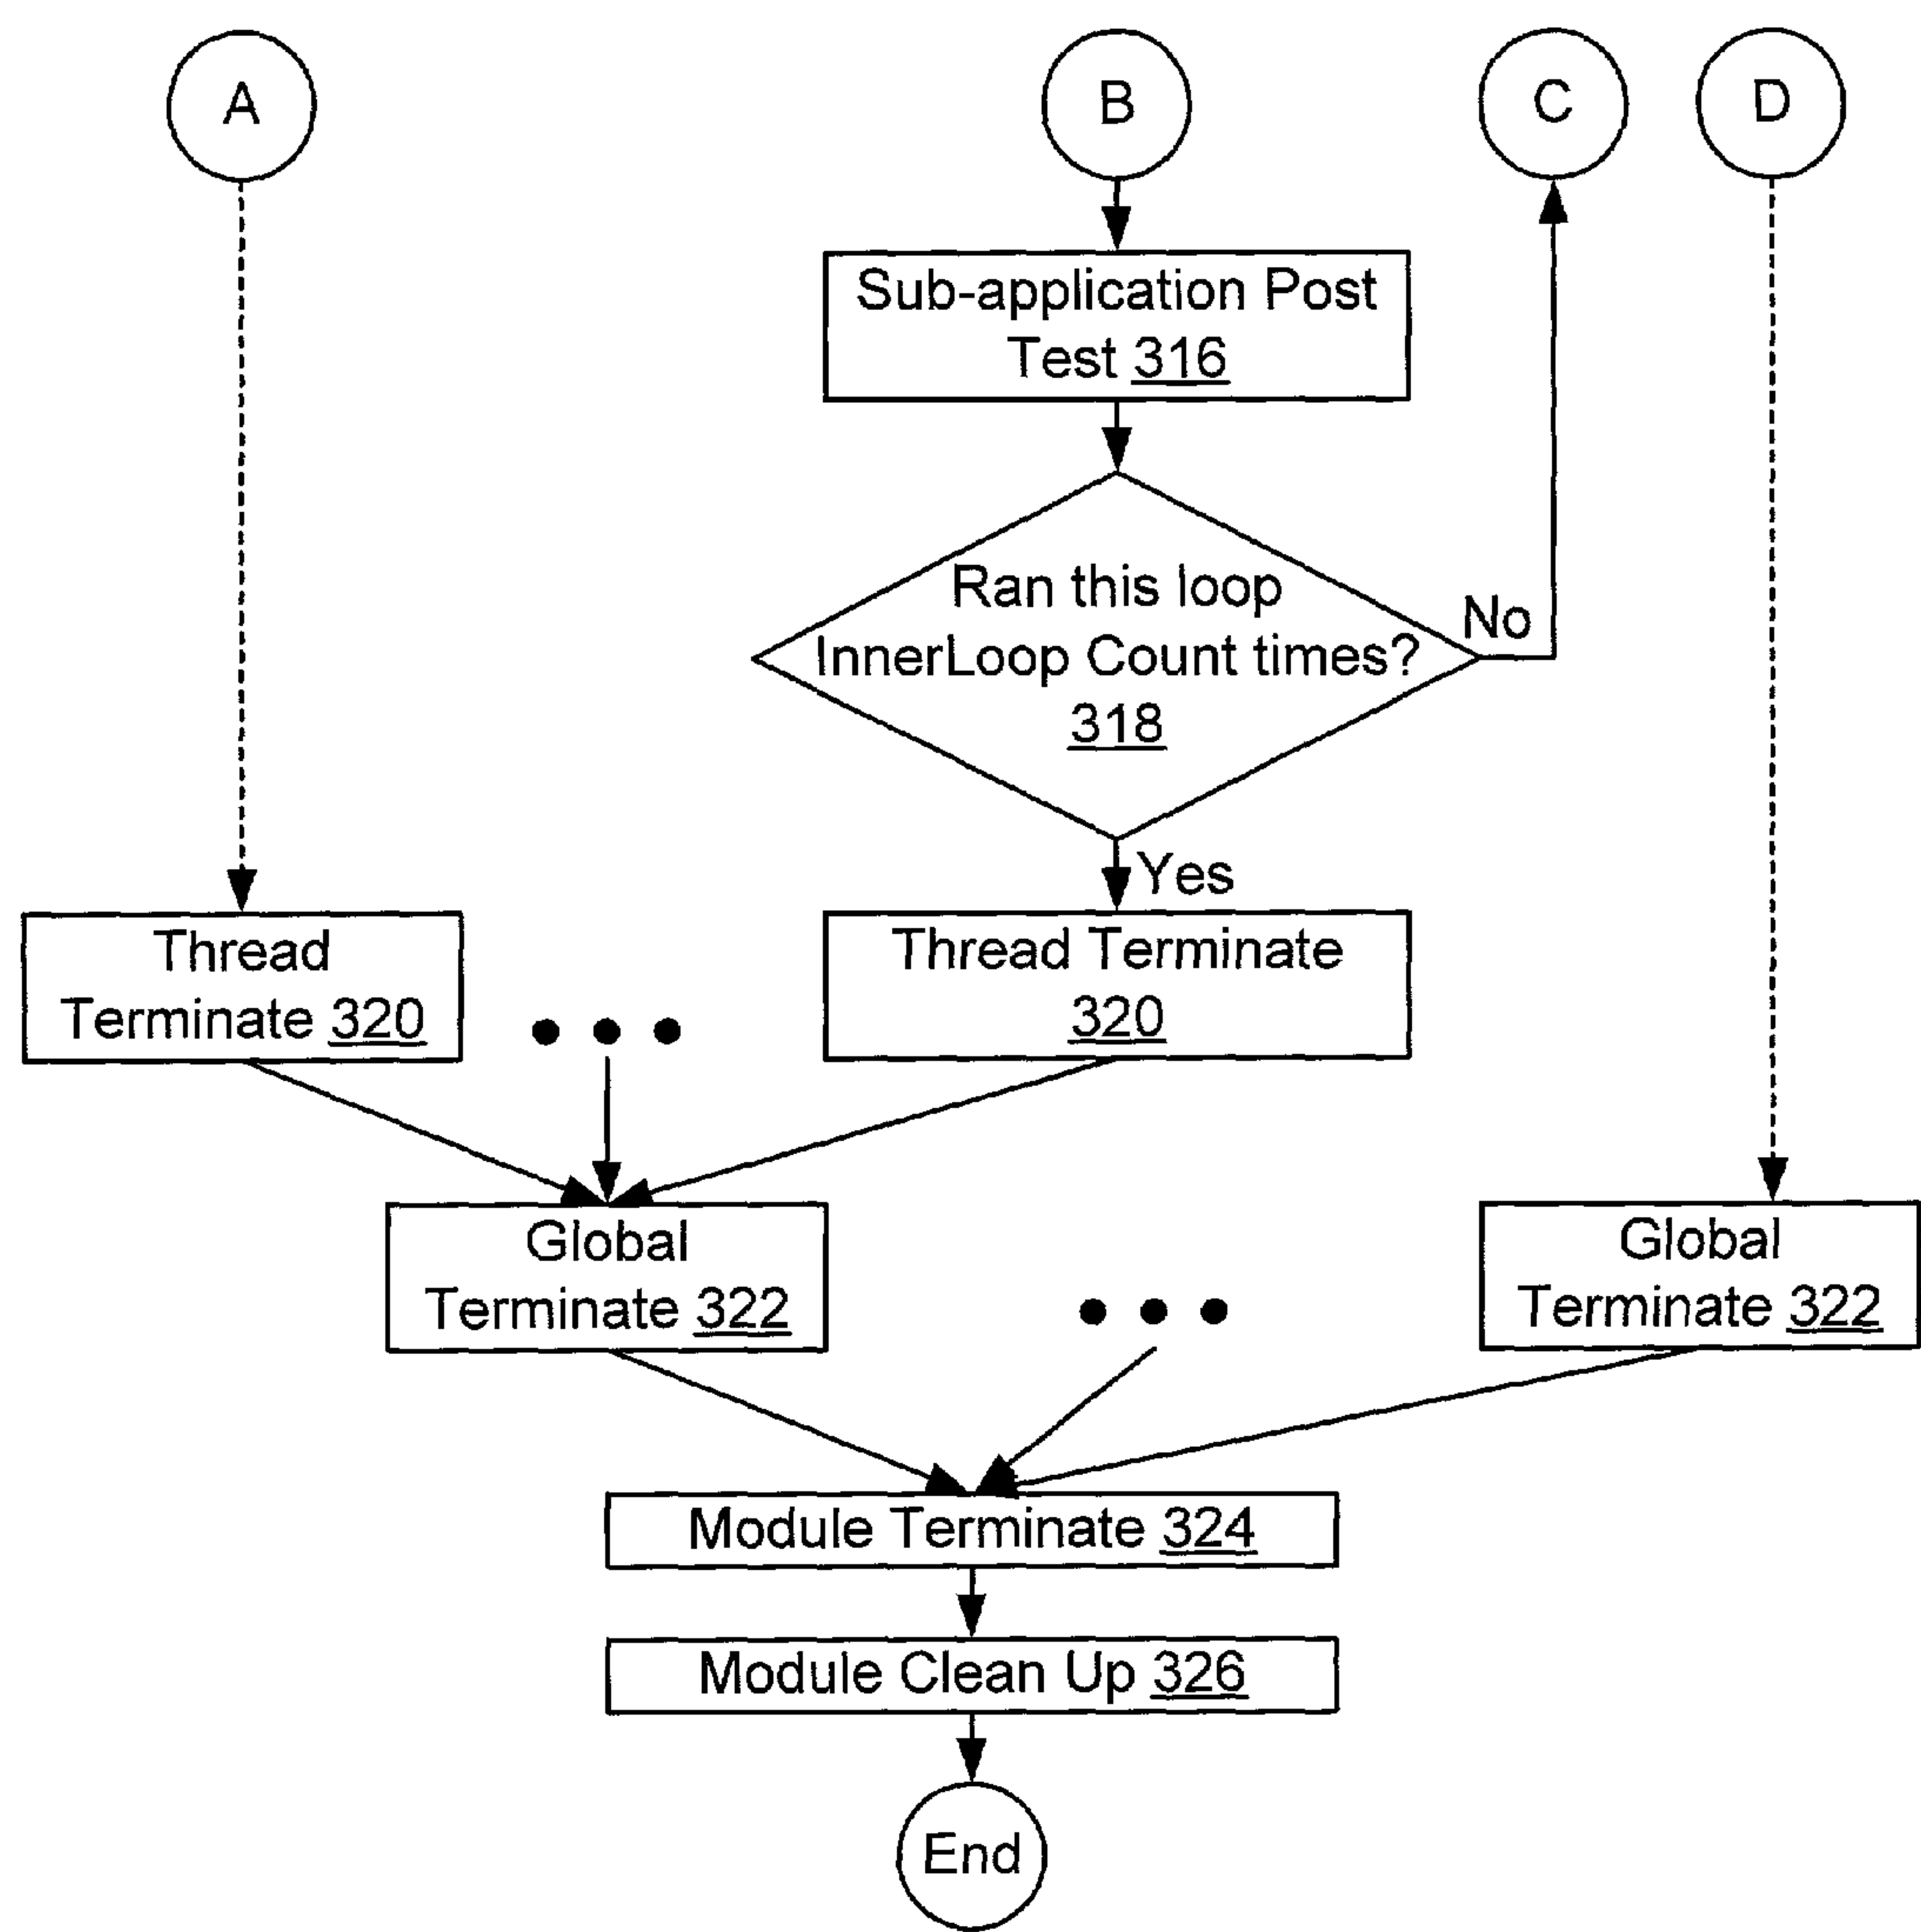 A
B
C
D
Sub-application Post
Test 316
Ran this loop
InnerLoop Count times?
318
No
Yes
Thread
Terminate 320
Thread Terminate
320
Global
Terminate 322
Global
Terminate 322
Module Terminate 324
Module Clean Up 326
End